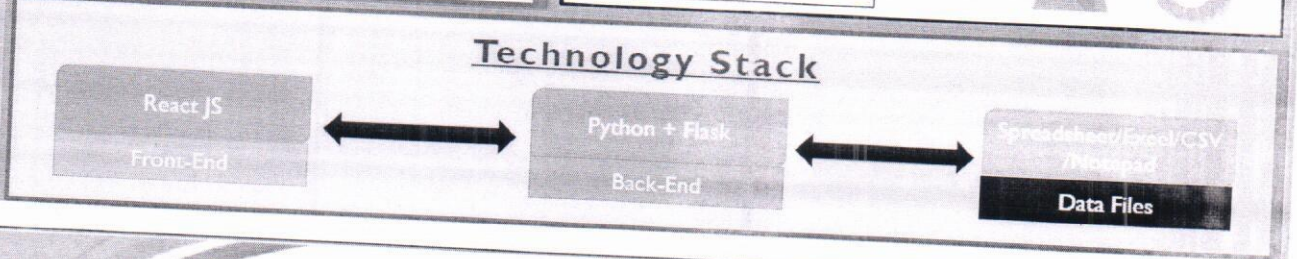 Technology Stack
React JS
Front-End
Python + Flask
Back-End
Spreadsheet/Excel/CSV
/Notepad
Data Files